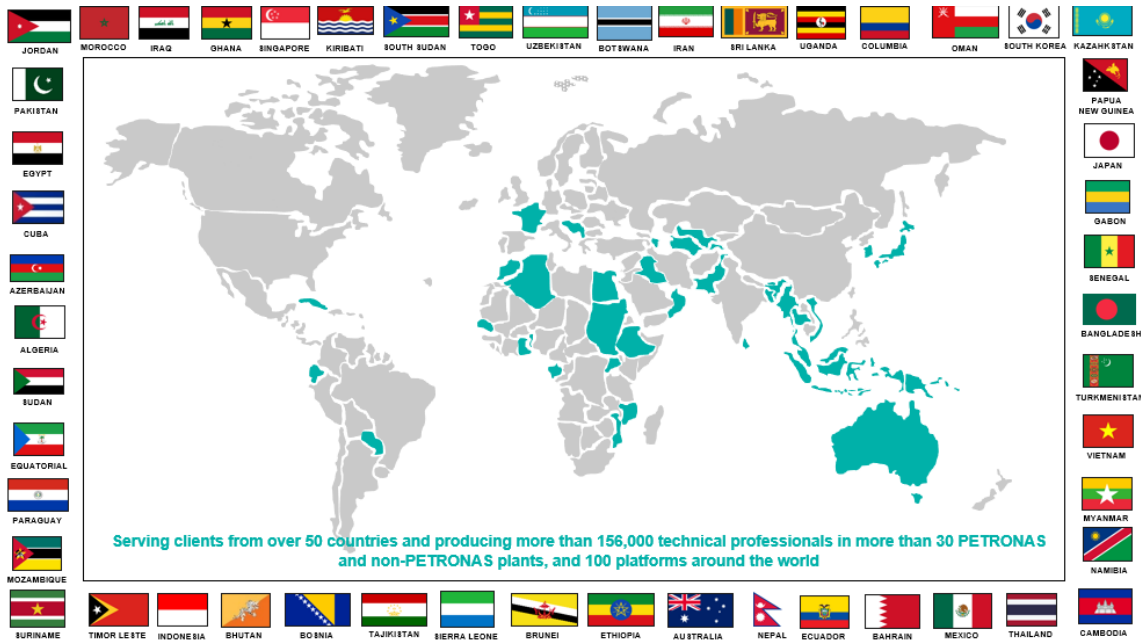 JORDAN
MOROCCO
IRAQ
GHANA
SINGAPORE
KIRIBATI
SOUTH SUDAN
TOGO
UZBEKISTAN
BOTSWANA
IRAN
SRI LANKA
UGANDA
COLUMBIA
OMAN
SOUTH KOREA
KAZAHKSTAN
PAKISTAN
EGYPT
CUBA
AZERBAIJAN
ALGERIA
SUDAN
EQUATORIAL
PARAGUAY
MOZAMBIQUE
PAPUA
NEW GUINEA
JAPAN
GABON
SENEGAL
BANGLADESH
TURKMENISTAN
VIETNAM
MYANMAR
NAMIBIA
Serving clients from over 50 countries and producing more than 156,000 technical professionals in more than 30 PETRONAS
and non-PETRONAS plants, and 100 platforms around the world
SURINAME
TIMOR LESTE
INDONESIA
BHUTAN
BOSNIA
TAJIKISTAN
SIERRA LEONE
BRUNEI
ETHIOPIA
AUSTRALIA
NEPAL
ECUADOR
BAHRAIN
MEXICO
THAILAND
CAMBODIA